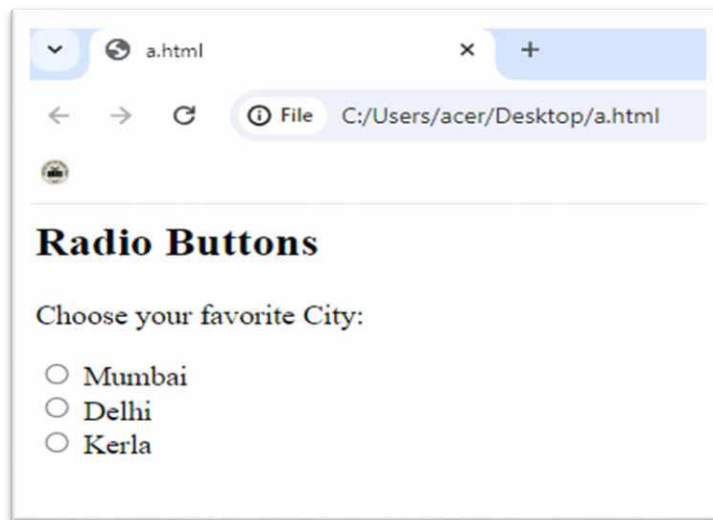 a.html
File C:/Users/acer/Desktop/a.html
Radio Buttons
Choose your favorite City:
Mumbai
Delhi
Kerla